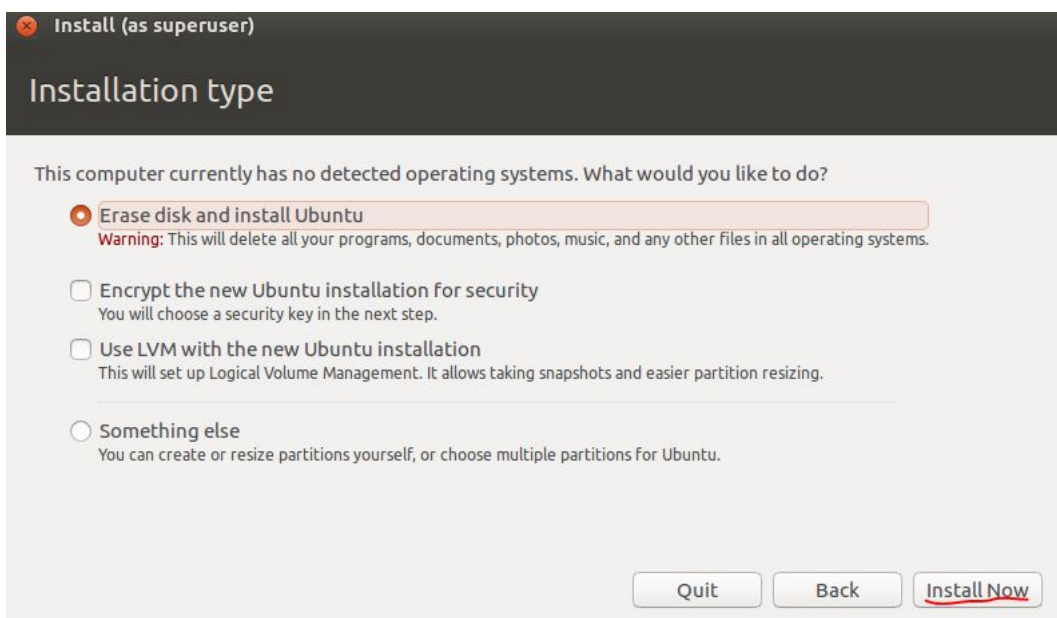 Install (as superuser)
Installation type
This computer currently has no detected operating systems. What would you like to do?
Erase disk and install Ubuntu
Warning: This will delete all your programs, documents, photos, music, and any other files in all operating systems.
Encrypt the new Ubuntu installation for security
You will choose a security key in the next step.
Use LVM with the new Ubuntu installation
This will set up Logical Volume Management. It allows taking snapshots and easier partition resizing.
Something else
You can create or resize partitions yourself, or choose multiple partitions for Ubuntu.
Quit Back Install Now